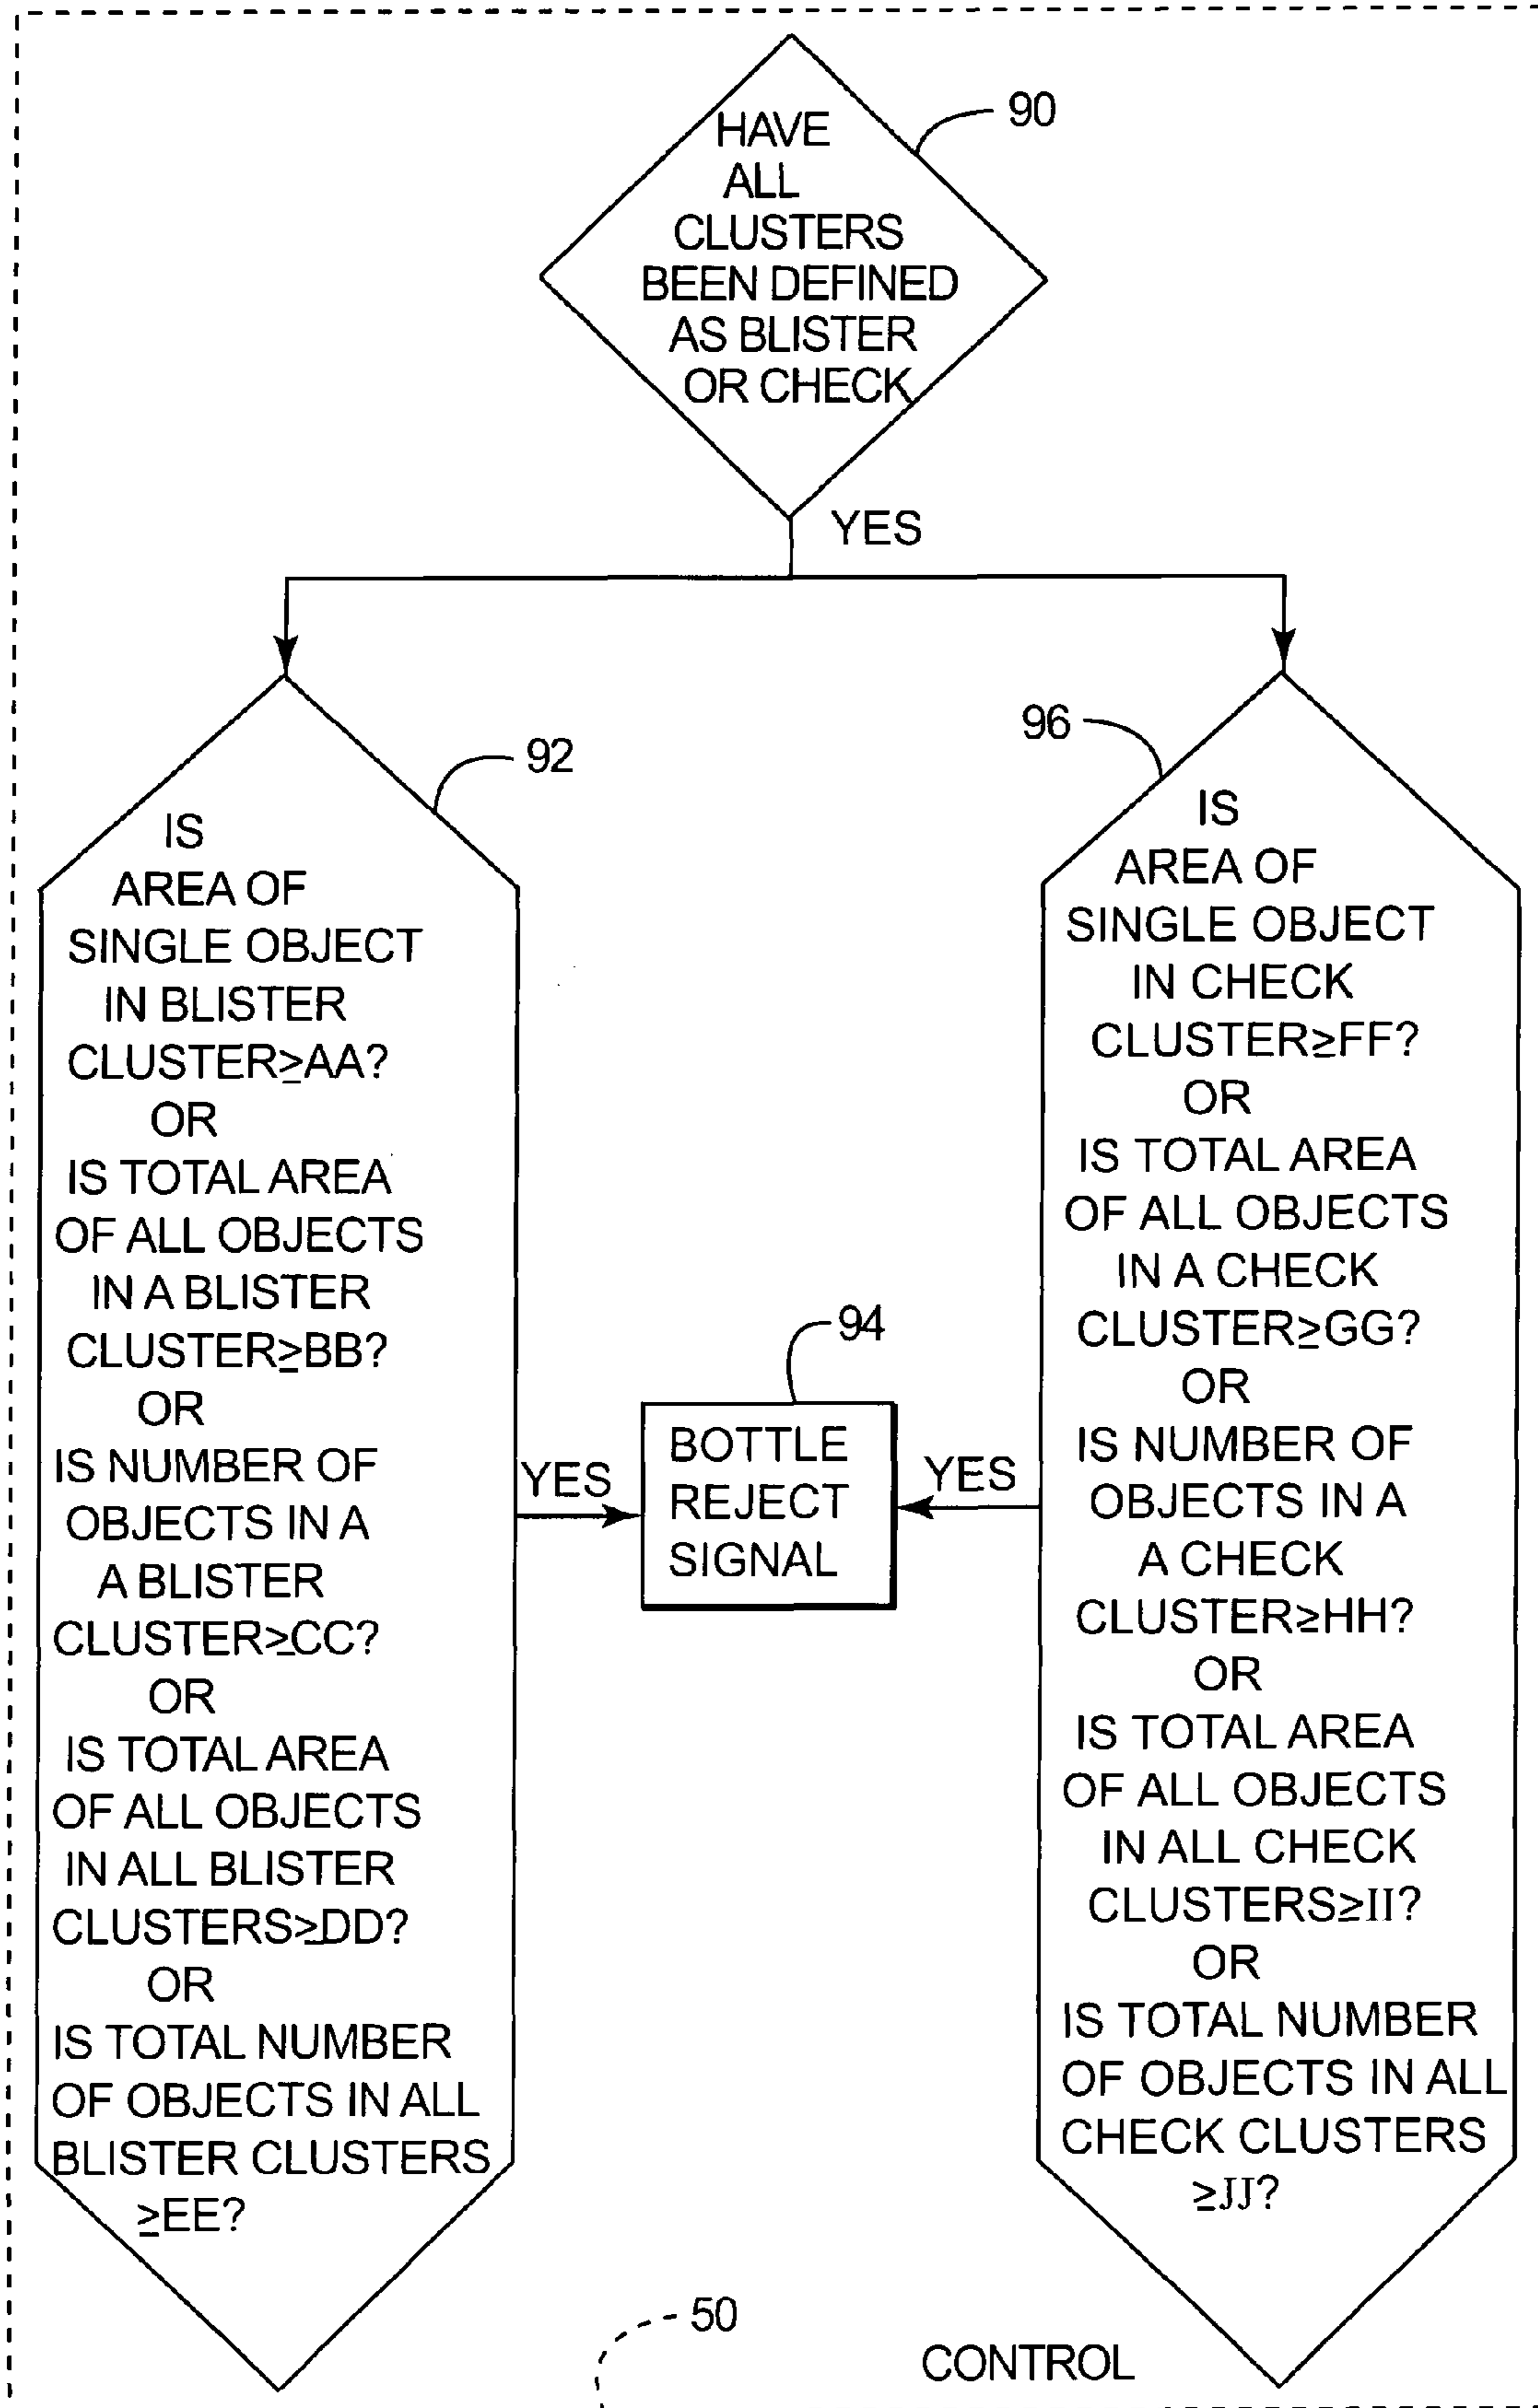 HAVE
ALL
CLUSTERS
BEEN DEFINED
AS BLISTER
OR CHECK
90
YES
92
IS
AREA OF
SINGLE OBJECT
IN BLISTER
CLUSTER≥AA?
OR
IS TOTAL AREA
OF ALL OBJECTS
IN A BLISTER
CLUSTER≥BB?
OR
IS NUMBER OF
OBJECTS IN A
A BLISTER
CLUSTER≥CC?
OR
IS TOTAL AREA
OF ALL OBJECTS
IN ALL BLISTER
CLUSTERS≥DD?
OR
IS TOTAL NUMBER
OF OBJECTS IN ALL
BLISTER CLUSTERS
≥EE?
YES
94
BOTTLE
REJECT
SIGNAL
YES
96
IS
AREA OF
SINGLE OBJECT
IN CHECK
CLUSTER≥FF?
OR
IS TOTAL AREA
OF ALL OBJECTS
IN A CHECK
CLUSTER≥GG?
OR
IS NUMBER OF
OBJECTS IN A
A CHECK
CLUSTER≥HH?
OR
IS TOTAL AREA
OF ALL OBJECTS
IN ALL CHECK
CLUSTERS≥II?
OR
IS TOTAL NUMBER
OF OBJECTS IN ALL
CHECK CLUSTERS
≥JJ?
50
CONTROL